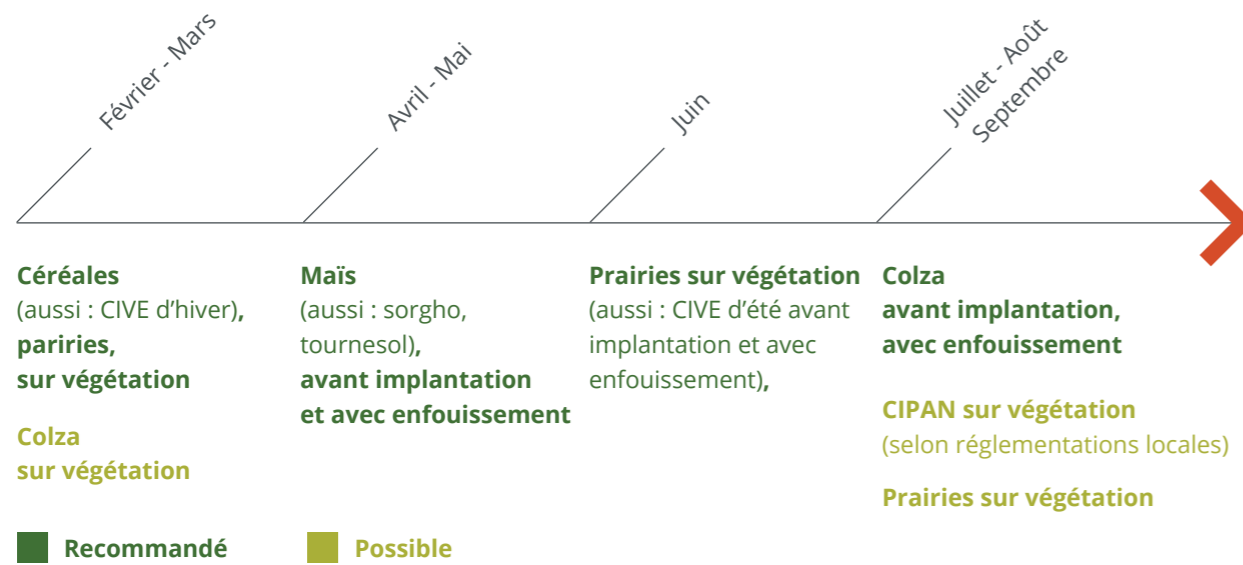 Février - Mars
Avril - Mai
Juin
Juillet - Août
Septembre
Céréales
(aussi : CIVE d'hiver),
pariries,
sur végétation
Colza
sur végétation
Maïs
(aussi : sorgho,
tournesol),
avant implantation
et avec enfouissement
Prairies sur végétation
(aussi : CIVE d'été avant
implantation et avec
enfouissement),
Colza
avant implantation,
avec enfouissement
CIPAN sur végétation
(selon réglementations locales)
Prairies sur végétation
Recommandé
Possible